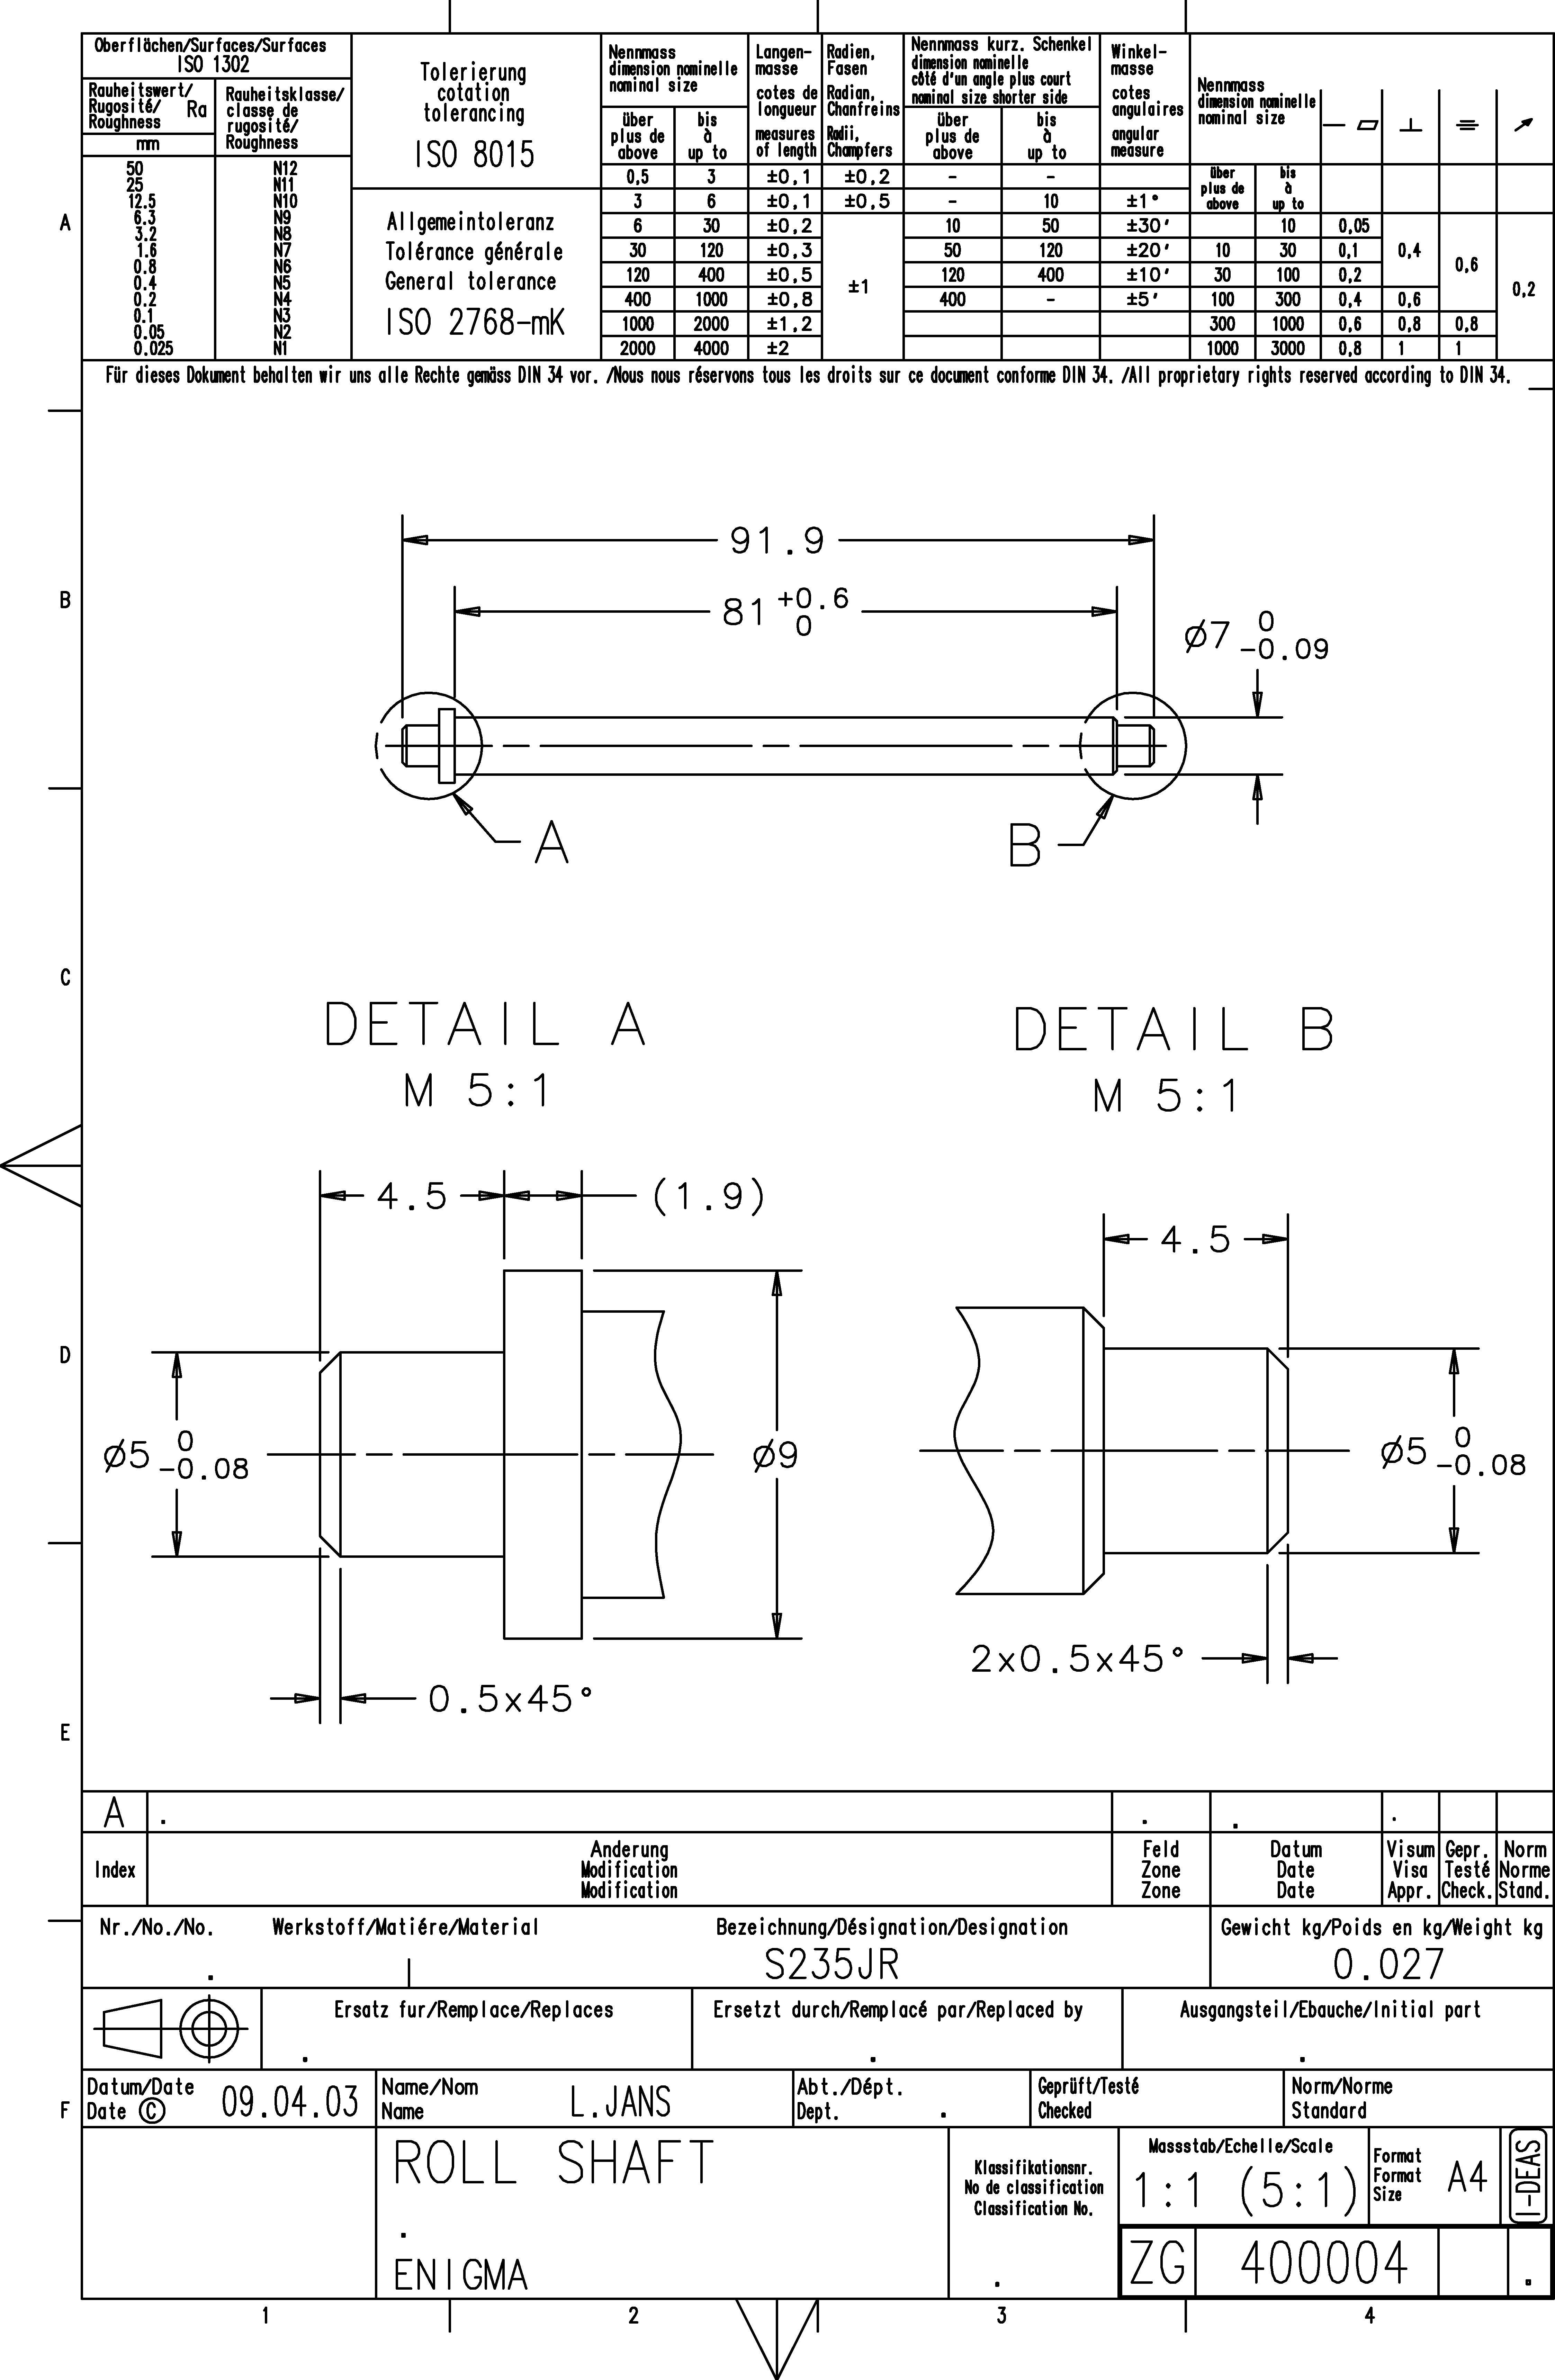 Oberflächen/Surfaces/Surfaces
ISO 1302
Rauheitswert/
Rugosité/ Ra
Roughness
mm
Rauheitsklasse/
classe de
rugosité/
Roughness
50 N12
25 N11
12.5 N10
6.3 N9
3.2 N8
1.6 N7
0.8 N6
0.4 N5
0.2 N4
0.1 N3
0.05 N2
0.025 N1
Tolerierung
cotation
tolerancing
ISO 8015
Allgemeintoleranz
Tolérance générale
General tolerance
ISO 2768-mK
Nennmass
dimension nominelle
nominal size
über
plus de
above
bis
à
up to
Langen-
masse
cotes de
longueur
measures
of length
Radien,
Fasen
Radian,
Chanfreins
Radii,
Champfers
Nennmass kurz. Schenkel
dimension nominelle
côté d'un angle plus court
nominal size shorter side
über
plus de
above
bis
à
up to
Winkel-
masse
cotes
angulaires
angular
measure
Nennmass
dimension nominelle
nominal size
über
plus de
above
bis
à
up to
0,5 3 ±0,1 ±0,2 - -
3 6 ±0,1 ±0,5 - 10 ±1°
6 30 ±0,2 ±1 10 50 ±30' 10 0,05 0,4 0,6 0,2
30 120 ±0,3 50 120 ±20' 10 30 0,1
120 400 ±0,5 120 400 ±10' 30 100 0,2
400 1000 ±0,8 400 - ±5' 100 300 0,4 0,6
1000 2000 ±1,2 300 1000 0,6 0,8 0,8
2000 4000 ±2 1000 3000 0,8 1 1
Für dieses Dokument behalten wir uns alle Rechte gemäss DIN 34 vor. /Nous nous réservons tous les droits sur ce document conforme DIN 34. /All proprietary rights reserved according to DIN 34.
A
B
C
D
E
F
91.9
81 +0.6 0
ø7 0 -0.09
A
B
DETAIL A
M 5:1
DETAIL B
M 5:1
4.5
(1.9)
ø5 0 -0.08
ø9
0.5x45°
4.5
ø5 0 -0.08
2x0.5x45°
A . . . .
Index
Anderung
Modification
Modification
Feld
Zone
Zone
Datum
Date
Date
Visum
Visa
Appr.
Gepr.
Testé
Check.
Norm
Norme
Stand.
Nr./No./No.
.
Werkstoff/Matiére/Material
Bezeichnung/Désignation/Designation
S235JR
Gewicht kg/Poids en kg/Weight kg
0.027
Ersatz fur/Remplace/Replaces
.
Ersetzt durch/Remplacé par/Replaced by
.
Ausgangsteil/Ebauche/Initial part
.
Datum/Date
Date © 09.04.03
Name/Nom
Name
L.JANS
Abt./Dépt.
Dept. .
Geprüft/Testé
Checked
Norm/Norme
Standard
ROLL SHAFT
.
ENIGMA
Klassifikationsnr.
No de classification
Classification No.
.
Massstab/Echelle/Scale
1:1 (5:1)
Format
Format
Size
A4
I-DEAS
ZG 400004 .
1 2 3 4